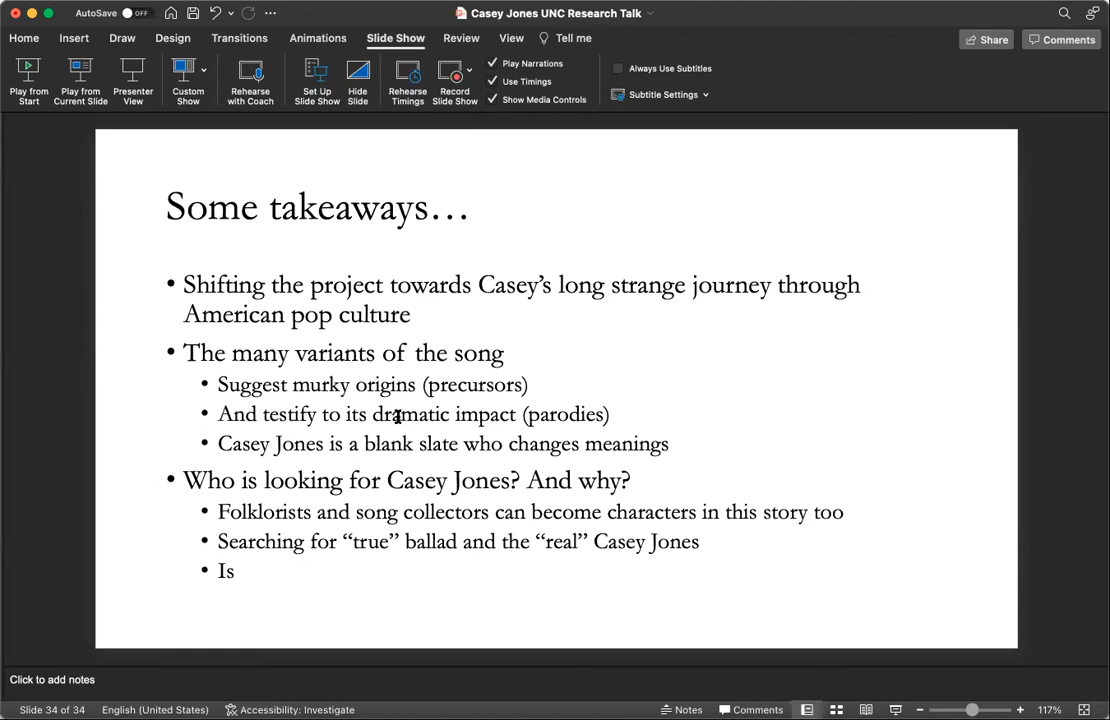 AutoSave OFF
Casey Jones UNC Research Talk
Home Insert Draw Design Transitions Animations Slide Show Review View Tell me
Share Comments
Play from Start
Play from Current Slide
Presenter View
Custom Show
Rehearse with Coach
Set Up Slide Show
Hide Slide
Rehearse Timings
Record Slide Show
Play Narrations
Use Timings
Show Media Controls
Always Use Subtitles
Subtitle Settings
Some takeaways…
• Shifting the project towards Casey’s long strange journey through
American pop culture
• The many variants of the song
• Suggest murky origins (precursors)
• And testify to its dramatic impact (parodies)
• Casey Jones is a blank slate who changes meanings
• Who is looking for Casey Jones? And why?
• Folklorists and song collectors can become characters in this story too
• Searching for “true” ballad and the “real” Casey Jones
• Is
Click to add notes
Slide 34 of 34 English (United States) Accessibility: Investigate Notes Comments 117%